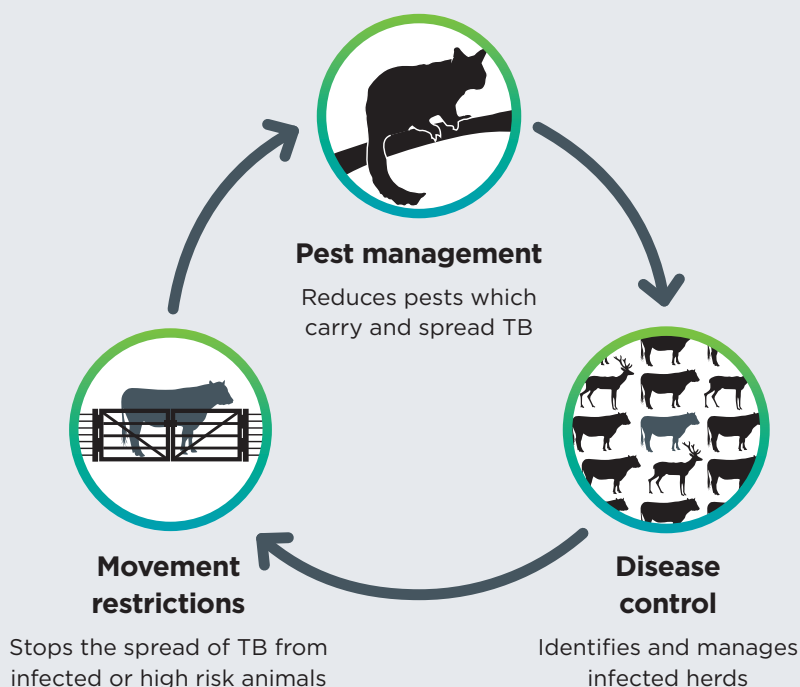 Pest management
Reduces pests which
carry and spread TB
Movement
restrictions
Stops the spread of TB from
infected or high risk animals
Disease
control
Identifies and manages
infected herds